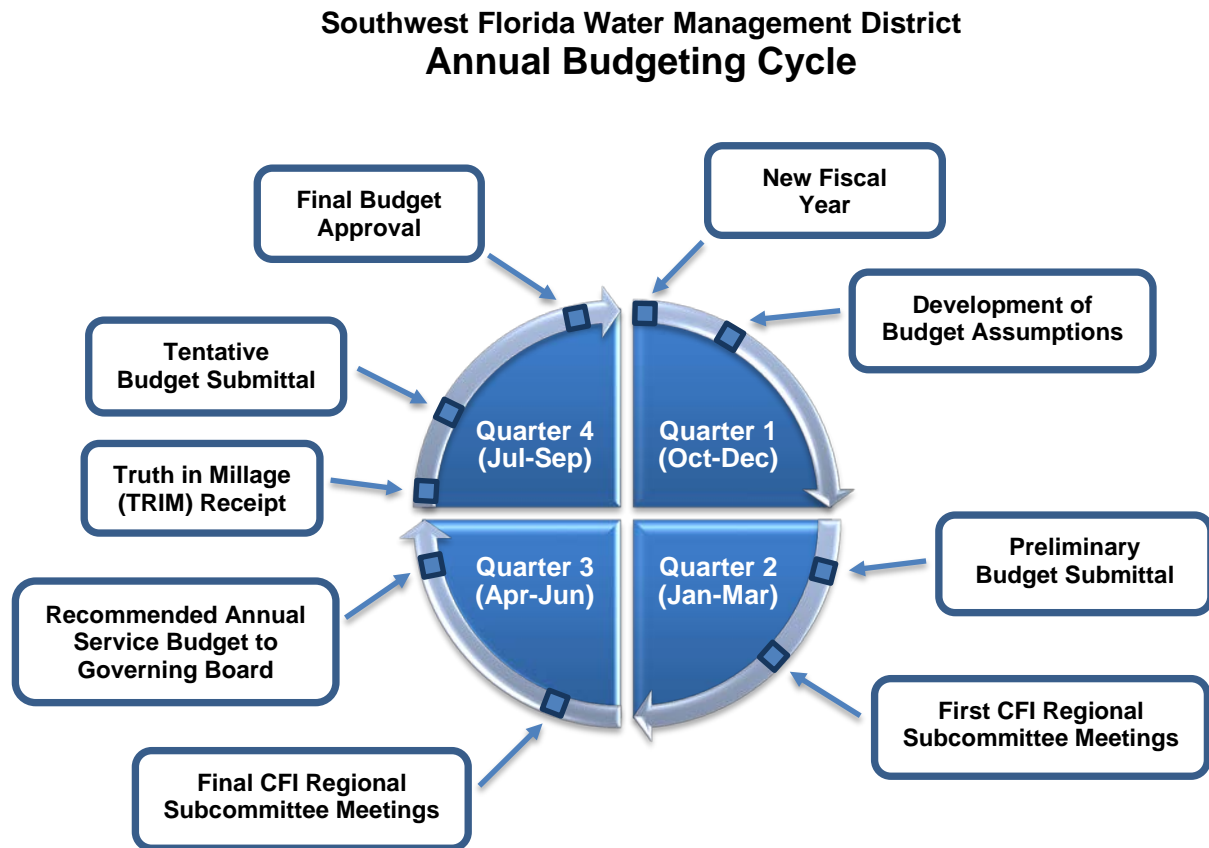 Southwest Florida Water Management District
Annual Budgeting Cycle
New Fiscal
Year
Development of
Budget Assumptions
Quarter 1
(Oct-Dec)
Preliminary
Budget Submittal
First CFI Regional
Subcommittee Meetings
Quarter 2
(Jan-Mar)
Final CFI Regional
Subcommittee Meetings
Recommended Annual
Service Budget to
Governing Board
Quarter 3
(Apr-Jun)
Truth in Millage
(TRIM) Receipt
Tentative
Budget Submittal
Final Budget
Approval
Quarter 4
(Jul-Sep)